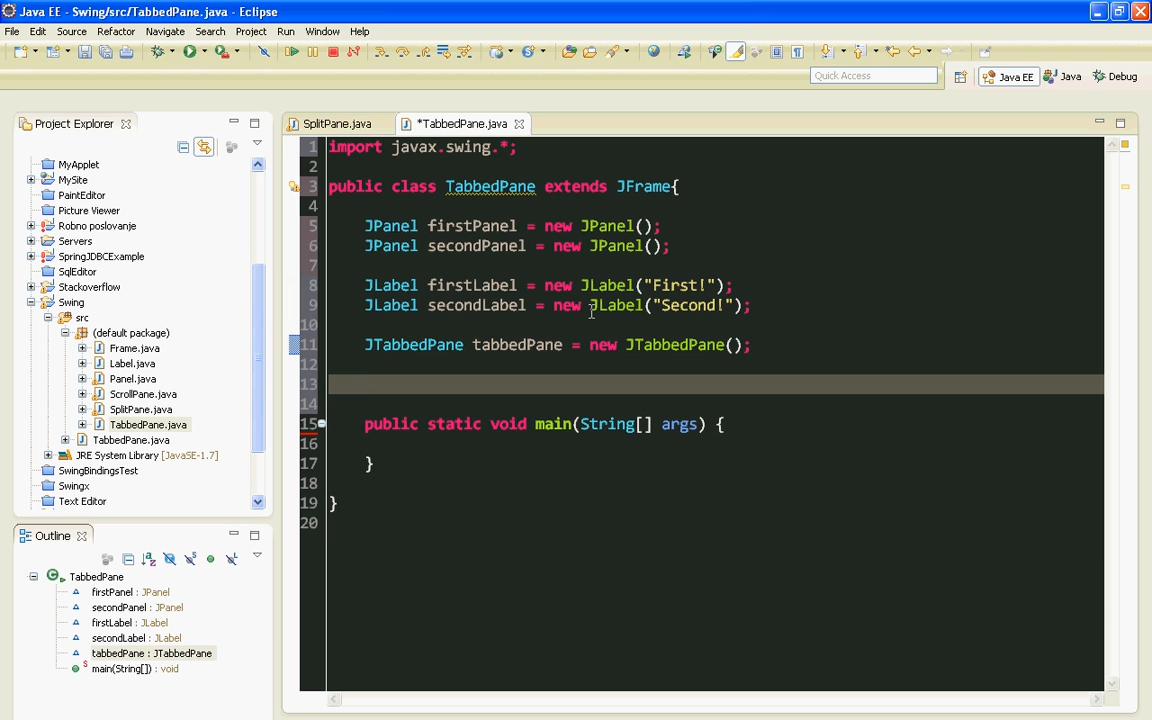 Java EE - Swing/src/TabbedPane.java - Eclipse
File Edit Source Refactor Navigate Search Project Run Window Help
Quick Access
Java EE
Java
Debug
Project Explorer
MyApplet
MySite
PaintEditor
Picture Viewer
Robno poslovanje
Servers
SpringJDBCExample
SqlEditor
Stackoverflow
Swing
src
(default package)
Frame.java
Label.java
Panel.java
ScrollPane.java
SplitPane.java
TabbedPane.java
TabbedPane.java
JRE System Library [JavaSE-1.7]
SwingBindingsTest
Swingx
Text Editor
Outline
TabbedPane
firstPanel : JPanel
secondPanel : JPanel
firstLabel : JLabel
secondLabel : JLabel
tabbedPane : JTabbedPane
main(String[]) : void
SplitPane.java
*TabbedPane.java
1 import javax.swing.*;
2
3 public class TabbedPane extends JFrame{
4
5 JPanel firstPanel = new JPanel();
6 JPanel secondPanel = new JPanel();
7
8 JLabel firstLabel = new JLabel("First!");
9 JLabel secondLabel = new JLabel("Second!");
10
11 JTabbedPane tabbedPane = new JTabbedPane();
12
13
14
15 public static void main(String[] args) {
16
17 }
18
19 }
20